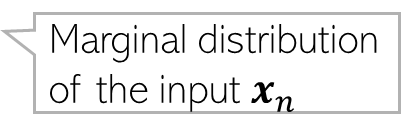 Marginal distribution
of the input 𝒙ₙ